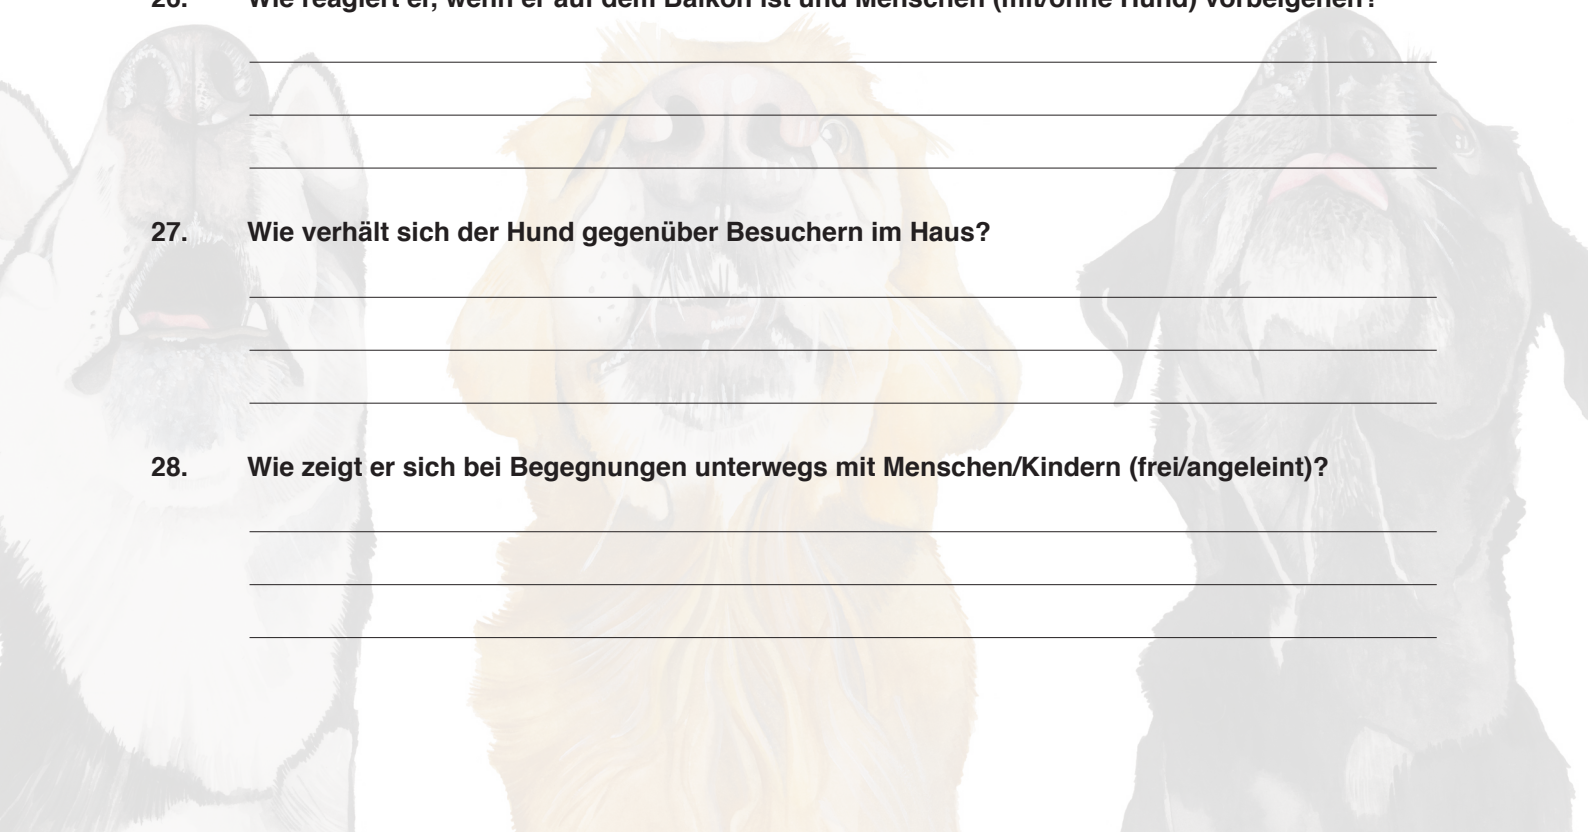 26. Wie reagiert er, wenn er auf dem Balkon ist und Menschen (mit/ohne Hund) vorbeigehen?
27. Wie verhält sich der Hund gegenüber Besuchern im Haus?
28. Wie zeigt er sich bei Begegnungen unterwegs mit Menschen/Kindern (frei/angeleint)?